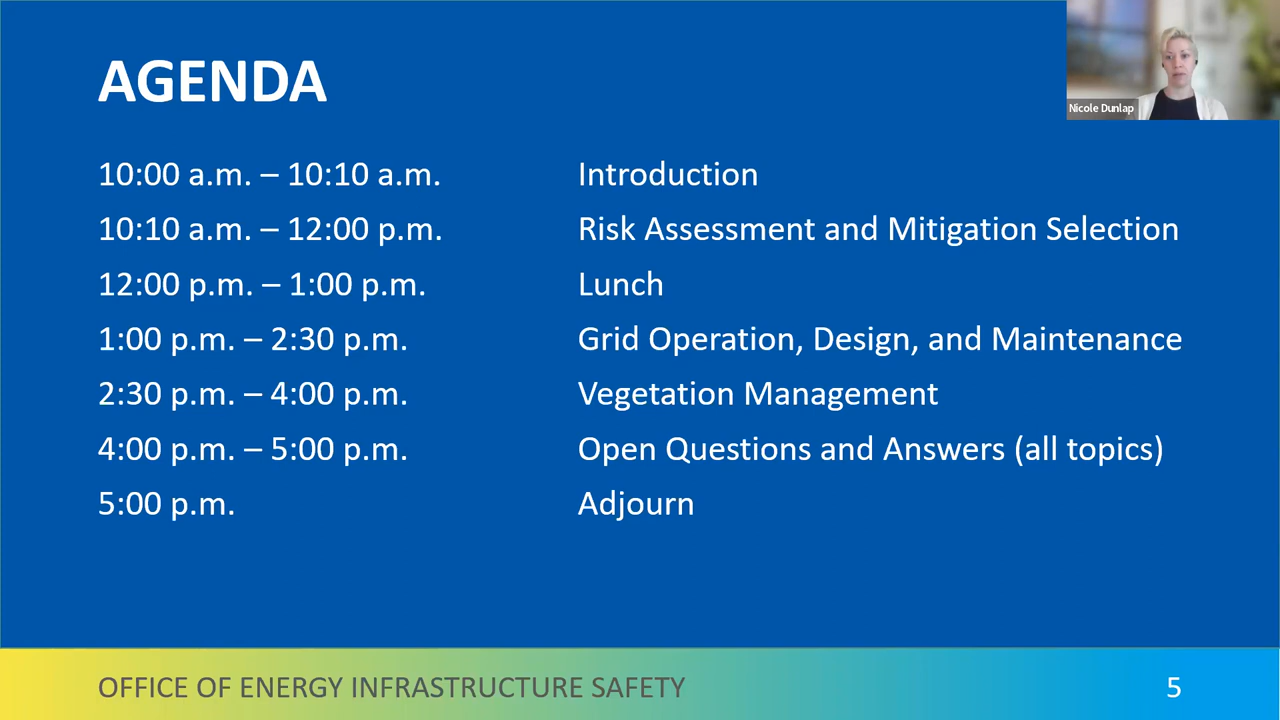 AGENDA
Nicole Dunlap
10:00 a.m. – 10:10 a.m. Introduction
10:10 a.m. – 12:00 p.m. Risk Assessment and Mitigation Selection
12:00 p.m. – 1:00 p.m. Lunch
1:00 p.m. – 2:30 p.m. Grid Operation, Design, and Maintenance
2:30 p.m. – 4:00 p.m. Vegetation Management
4:00 p.m. – 5:00 p.m. Open Questions and Answers (all topics)
5:00 p.m. Adjourn
OFFICE OF ENERGY INFRASTRUCTURE SAFETY 5